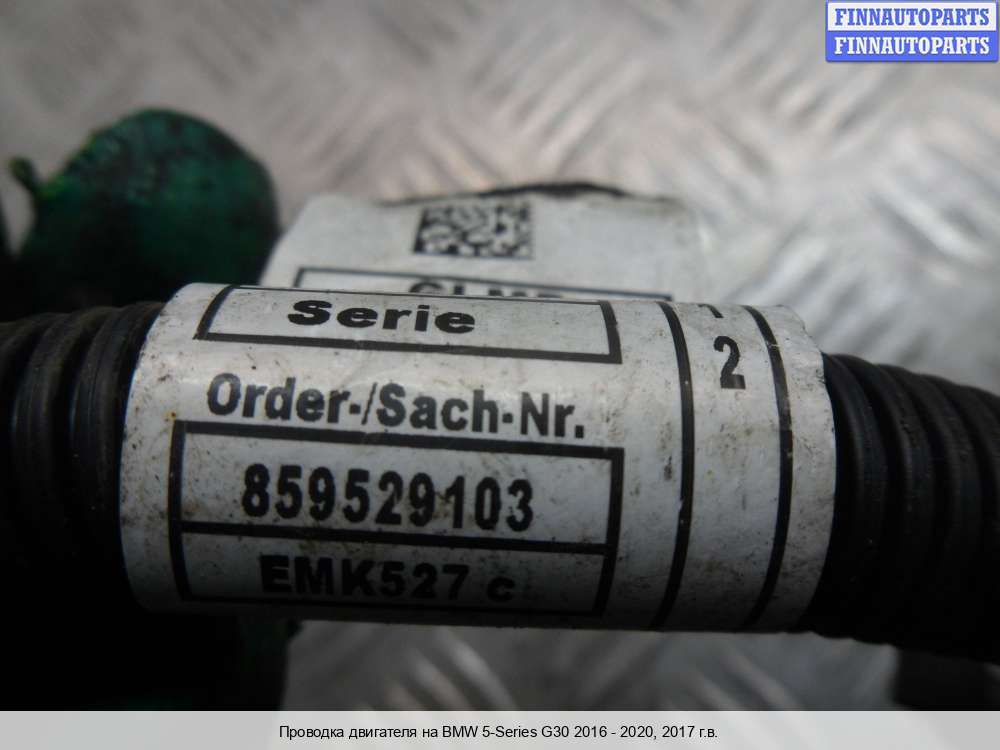 FINNAUTOPARTS
FINNAUTOPARTS
Serie
2
Order-/Sach-Nr.
859529103
EMK527 c
Проводка двигателя на BMW 5-Series G30 2016 - 2020, 2017 г.в.